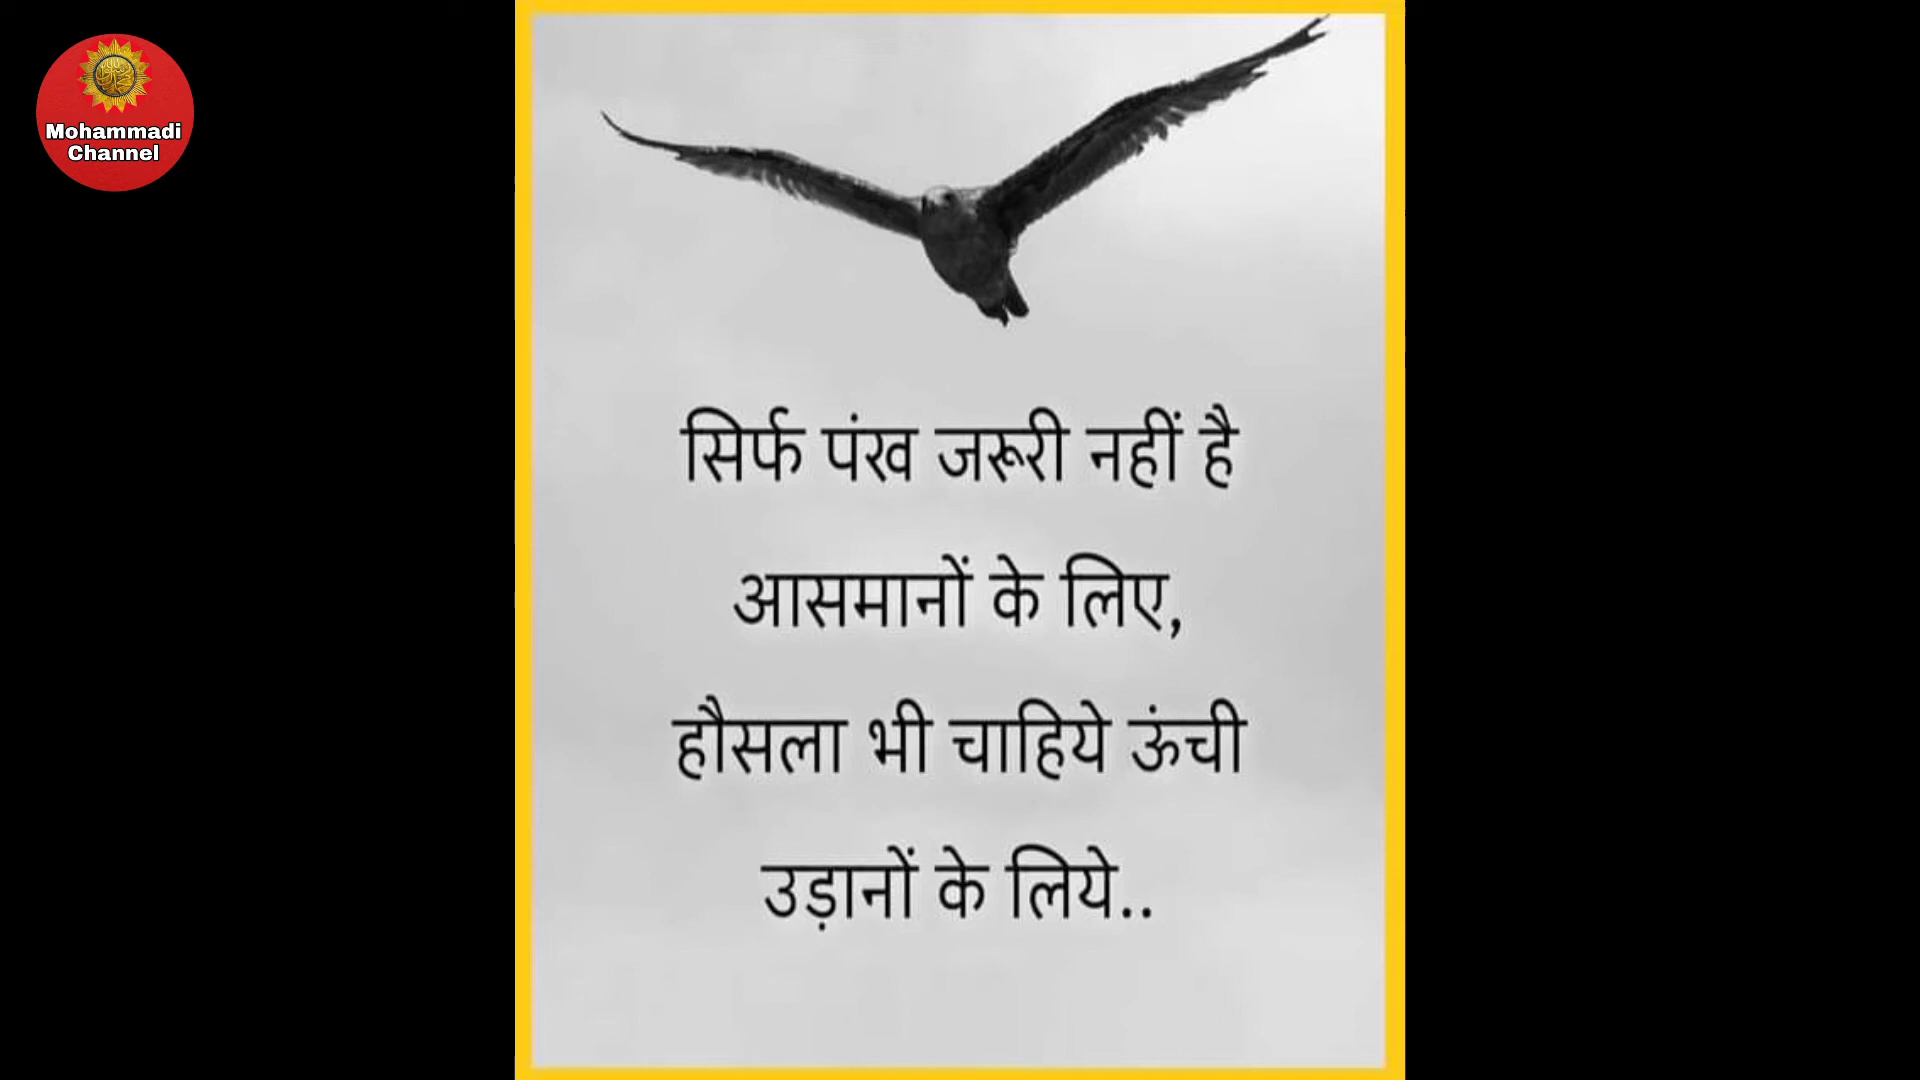 Mohammadi
Channel
सिर्फ पंख जरूरी नहीं है
आसमानों के लिए,
हौसला भी चाहिये ऊंची
उड़ानों के लिये..